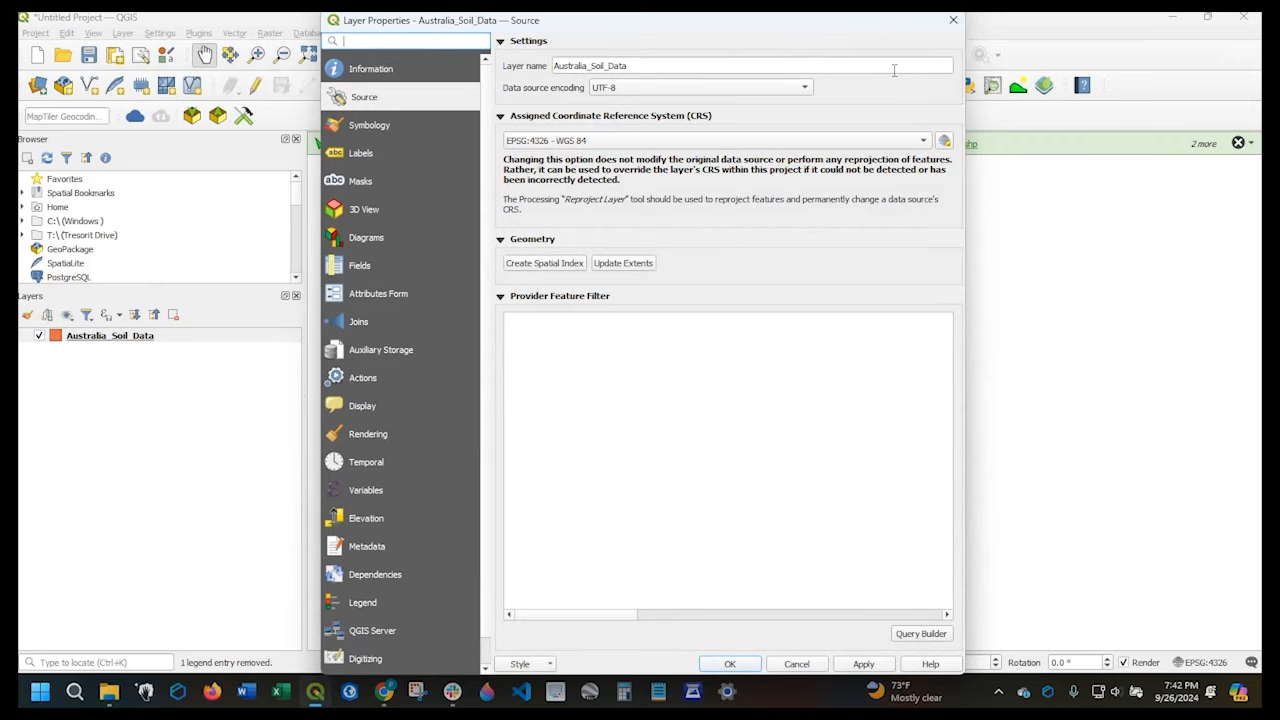 *Untitled Project — QGIS
Project Edit View Layer Settings Plugins Vector Raster Databa
MapTiler Geocodin...
Browser
Favorites
Spatial Bookmarks
Home
C:\ (Windows )
T:\ (Tresorit Drive)
GeoPackage
SpatiaLite
PostgreSQL
Layers
Australia_Soil_Data
Layer Properties - Australia_Soil_Data — Source
Information
Source
Symbology
abc Labels
abc Masks
3D View
Diagrams
Fields
Attributes Form
Joins
Auxiliary Storage
Actions
Display
Rendering
Temporal
Variables
Elevation
Metadata
Dependencies
Legend
QGIS Server
Digitizing
Settings
Layer name Australia_Soil_Data
Data source encoding UTF-8
Assigned Coordinate Reference System (CRS)
EPSG:4326 - WGS 84
Changing this option does not modify the original data source or perform any reprojection of features.
Rather, it can be used to override the layer's CRS within this project if it could not be detected or has
been incorrectly detected.
The Processing "Reproject Layer" tool should be used to reproject features and permanently change a data source's
CRS.
Geometry
Create Spatial Index Update Extents
Provider Feature Filter
Query Builder
Style OK Cancel Apply Help
shp 2 more
Type to locate (Ctrl+K) 1 legend entry removed. Rotation 0.0 ° Render EPSG:4326
73°F
Mostly clear
7:42 PM
9/26/2024